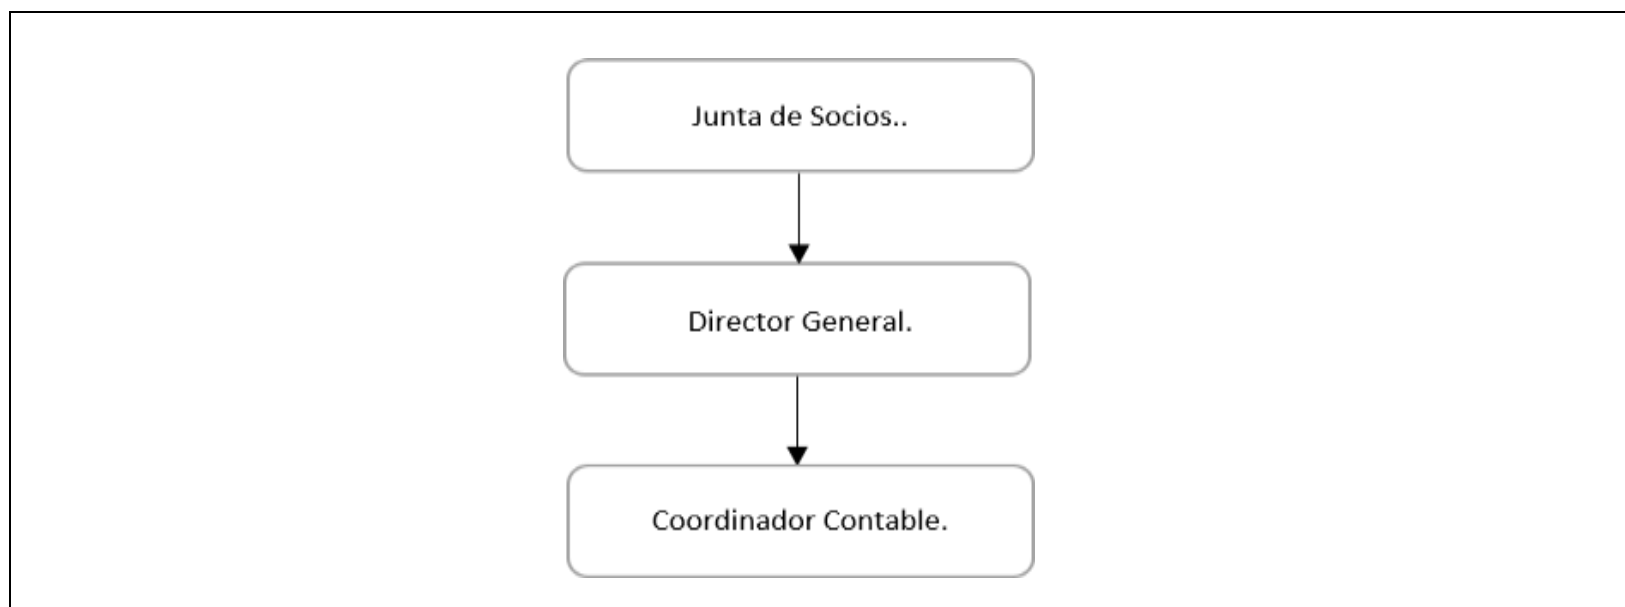 Junta de Socios..
Director General.
Coordinador Contable.